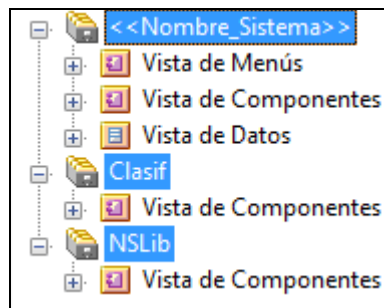 <<Nombre_Sistema>>
Vista de Menús
Vista de Componentes
Vista de Datos
Clasif
Vista de Componentes
NSLib
Vista de Componentes